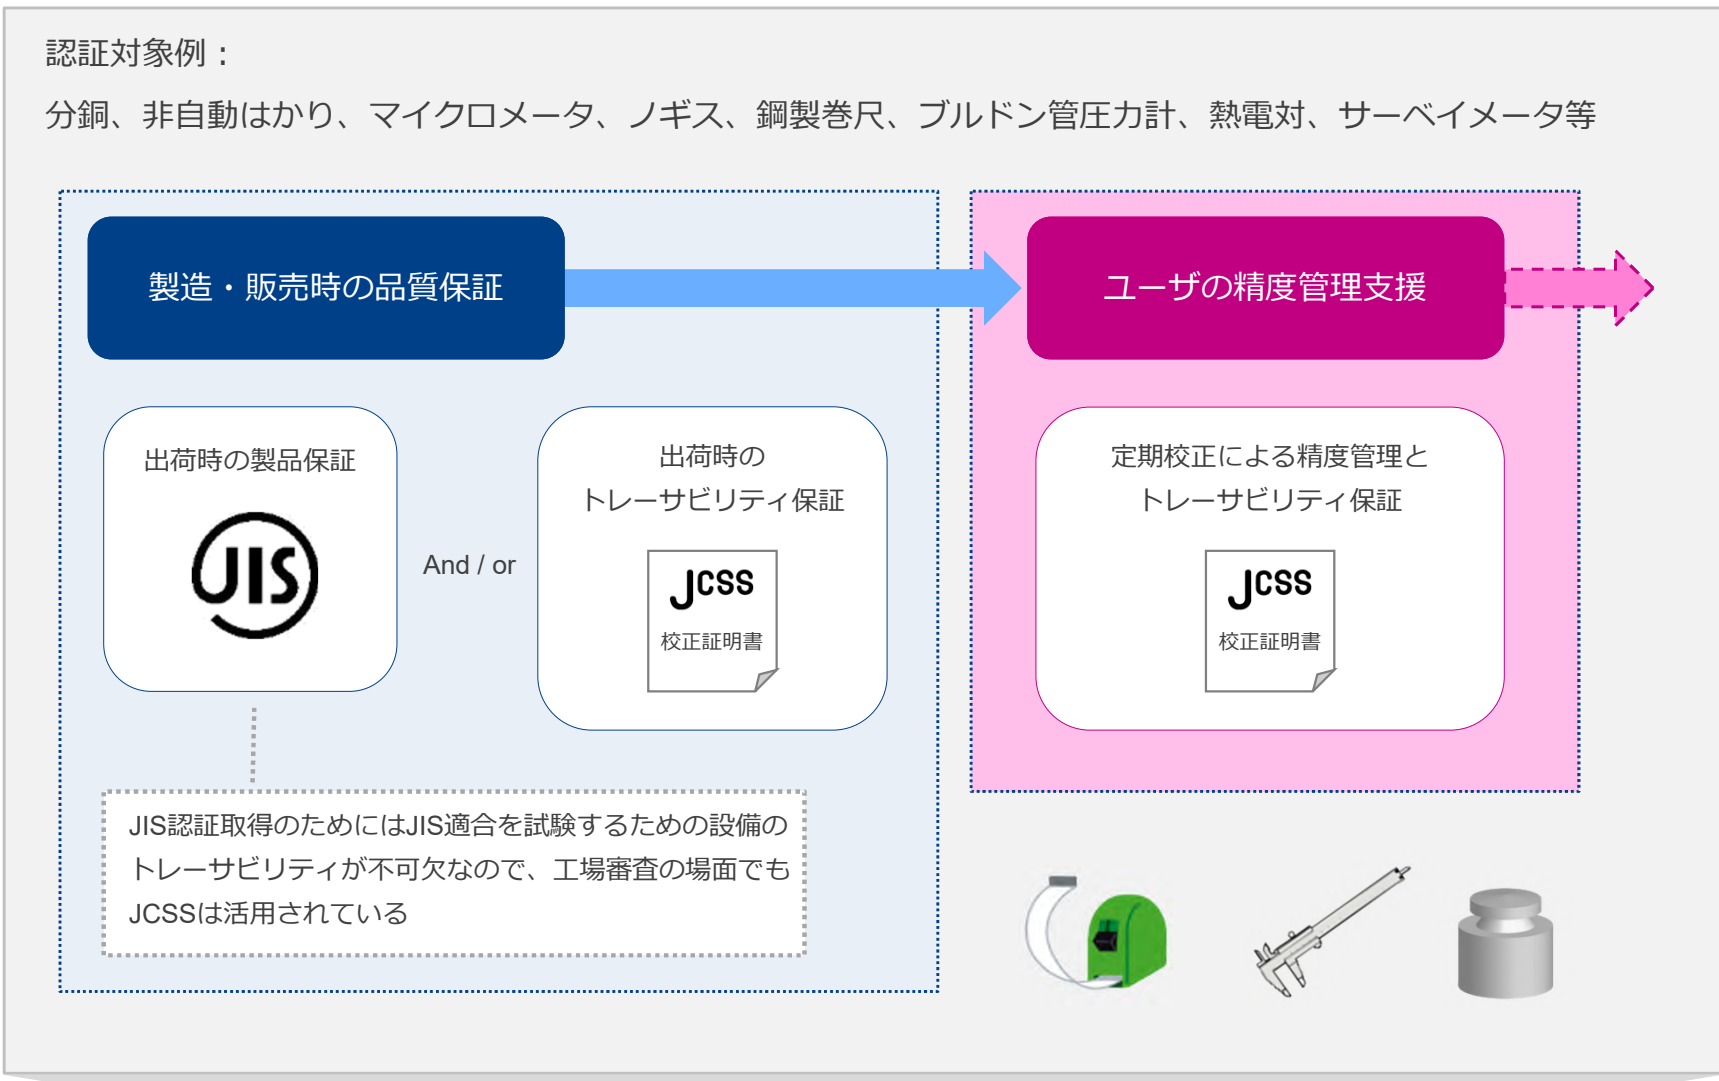 認証対象例：
分銅、非自動はかり、マイクロメータ、ノギス、鋼製巻尺、ブルドン管圧力計、熱電対、サーベイメータ等
製造・販売時の品質保証
ユーザの精度管理支援
出荷時の製品保証
JIS
And / or
出荷時の
トレーサビリティ保証
JCSS
校正証明書
定期校正による精度管理と
トレーサビリティ保証
JCSS
校正証明書
JIS認証取得のためにはJIS適合を試験するための設備の
トレーサビリティが不可欠なので、工場審査の場面でも
JCSSは活用されている